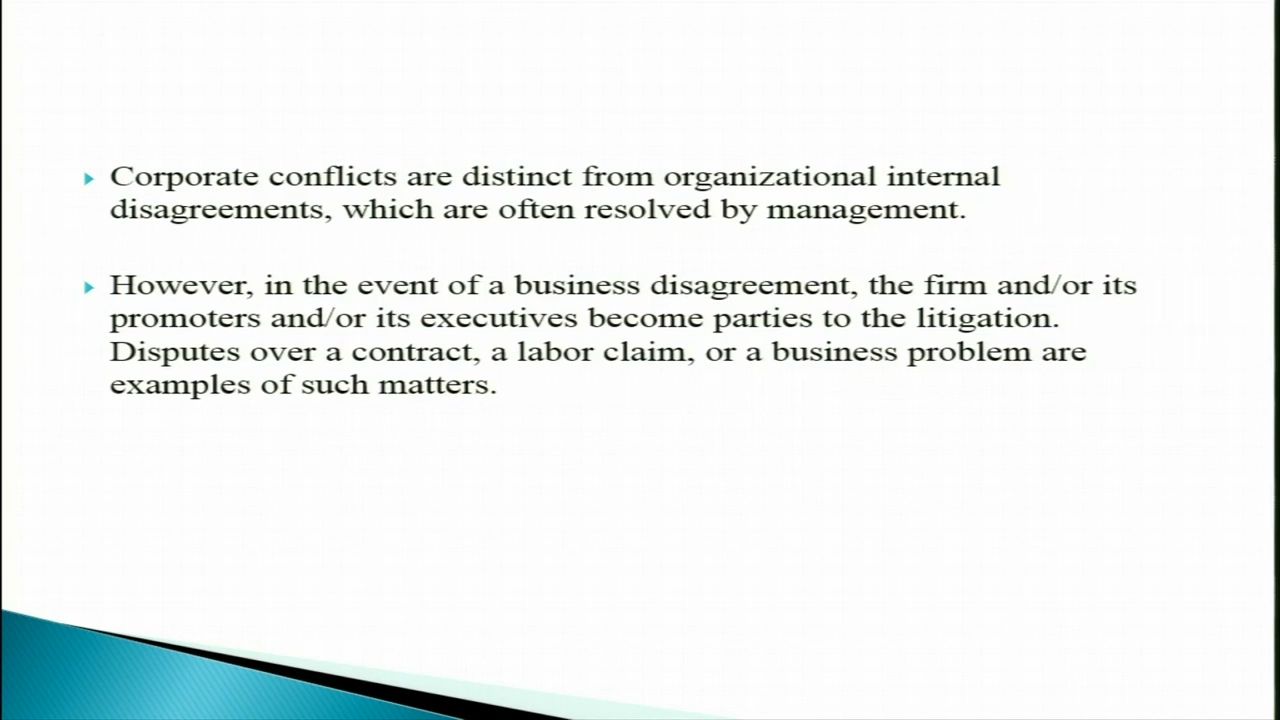 Corporate conflicts are distinct from organizational internal
disagreements, which are often resolved by management.
However, in the event of a business disagreement, the firm and/or its
promoters and/or its executives become parties to the litigation.
Disputes over a contract, a labor claim, or a business problem are
examples of such matters.